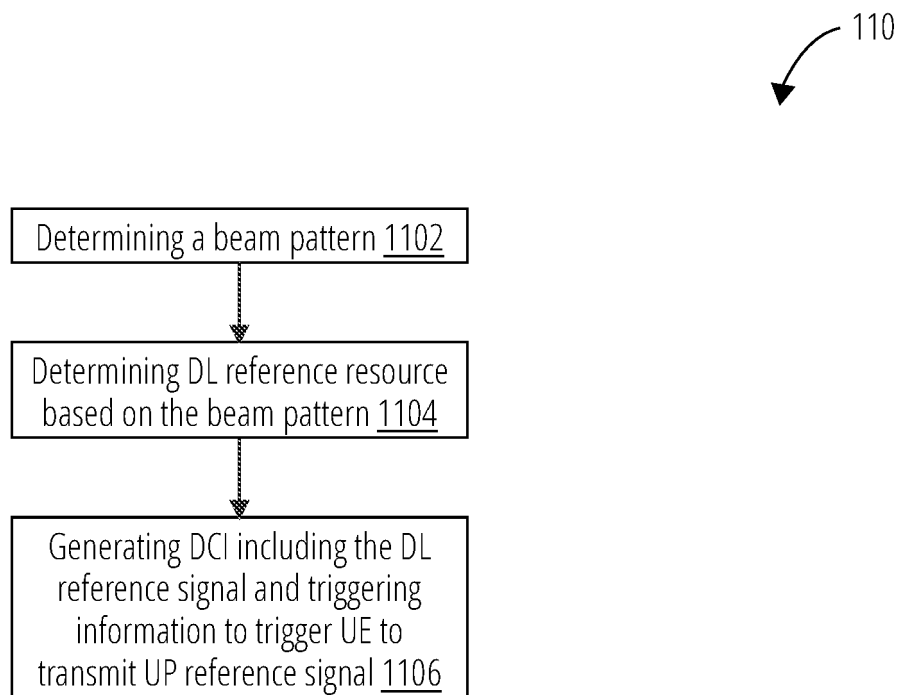 110
Determining a beam pattern 1102
Determining DL reference resource
based on the beam pattern 1104
Generating DCI including the DL
reference signal and triggering
information to trigger UE to
transmit UP reference signal 1106